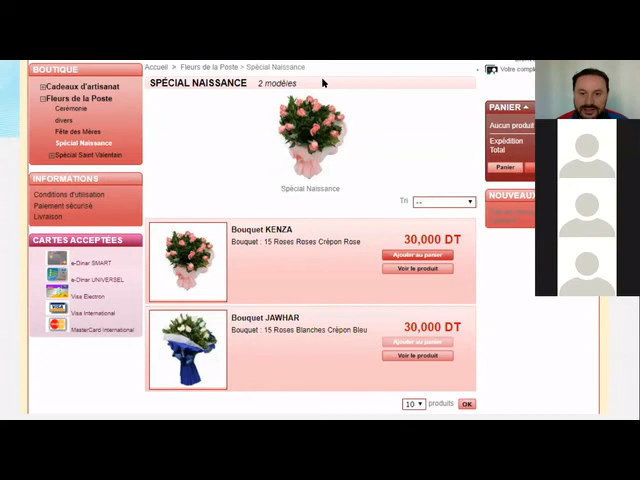 BOUTIQUE
Cadeaux d'artisanat
Fleurs de la Poste
Cérémonie
divers
Fête des Mères
Spécial Naissance
Spécial Saint Valentain
INFORMATIONS
Conditions d'utilisation
Paiement sécurisé
Livraison
CARTES ACCEPTÉES
e-Dinar SMART
e-Dinar UNIVERSEL
Visa Electron
Visa International
MasterCard International
Accueil > Fleurs de la Poste > Spécial Naissance
SPÉCIAL NAISSANCE 2 modèles
Spécial Naissance
Tri --
Bouquet KENZA
Bouquet : 15 Roses Roses Crépon Rose
30,000 DT
Ajouter au panier
Voir le produit
Bouquet JAWHAR
Bouquet : 15 Roses Blanches Crépon Bleu
30,000 DT
Ajouter au panier
Voir le produit
10 produits OK
Votre compt
PANIER
Aucun produit
Expédition
Total
Panier
NOUVEAU